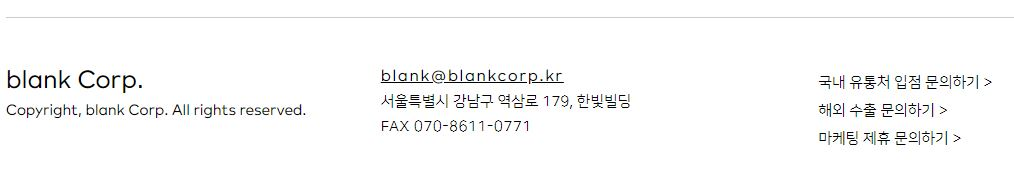 blank Corp.
Copyright, blank Corp. All rights reserved.
blank@blankcorp.kr
서울특별시 강남구 역삼로 179, 한빛빌딩
FAX 070-8611-0771
국내 유통처 입점 문의하기 >
해외 수출 문의하기 >
마케팅 제휴 문의하기 >